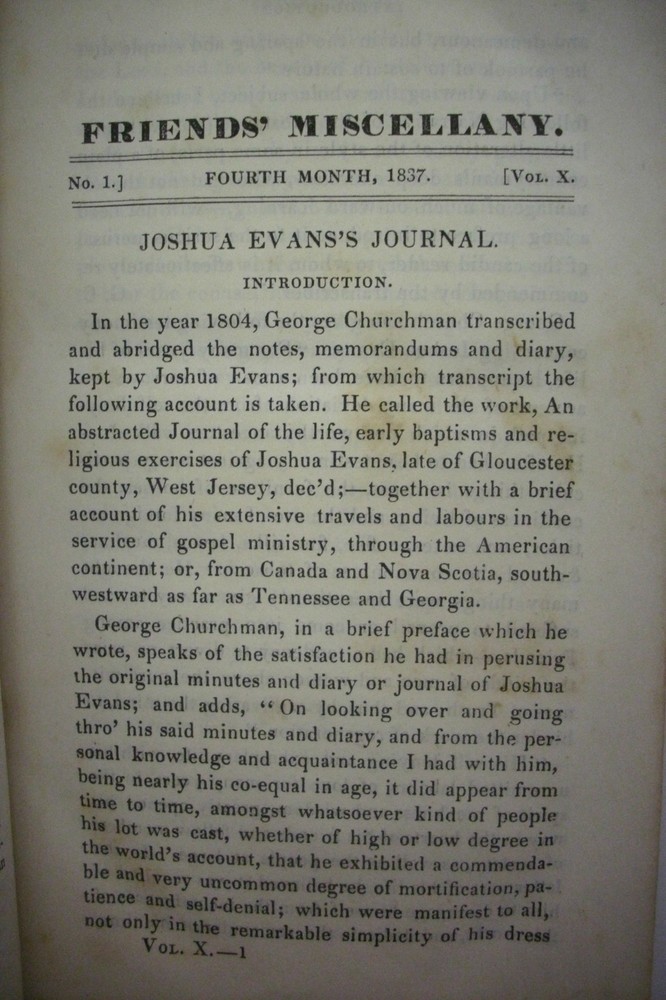 FRIENDS' MISCELLANY.
No. 1.] FOURTH MONTH, 1837. [VOL. X.
JOSHUA EVANS'S JOURNAL.
INTRODUCTION.
In the year 1804, George Churchman transcribed
and abridged the notes, memorandums and diary,
kept by Joshua Evans; from which transcript the
following account is taken. He called the work, An
abstracted Journal of the life, early baptisms and re-
ligious exercises of Joshua Evans, late of Gloucester
county, West Jersey, dec'd;—together with a brief
account of his extensive travels and labours in the
service of gospel ministry, through the American
continent; or, from Canada and Nova Scotia, south-
westward as far as Tennessee and Georgia.
George Churchman, in a brief preface which he
wrote, speaks of the satisfaction he had in perusing
the original minutes and diary or journal of Joshua
Evans; and adds, "On looking over and going
thro' his said minutes and diary, and from the per-
sonal knowledge and acquaintance I had with him,
being nearly his co-equal in age, it did appear from
time to time, amongst whatsoever kind of people
his lot was cast, whether of high or low degree in
the world's account, that he exhibited a commenda-
ble and very uncommon degree of mortification, pa-
tience and self-denial; which were manifest to all,
not only in the remarkable simplicity of his dress
VOL. X.—1